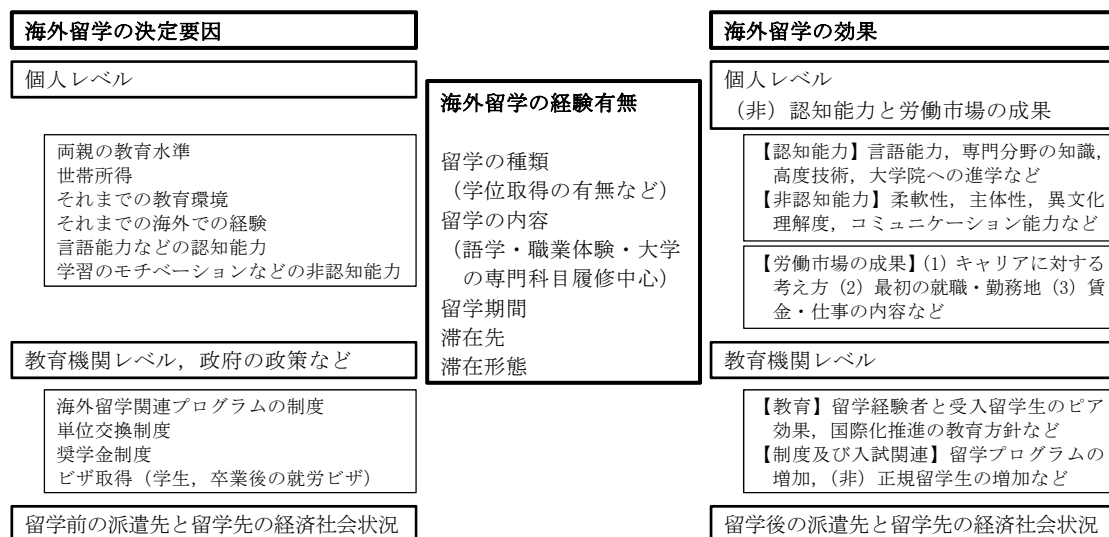 海外留学の決定要因
個人レベル
両親の教育水準
世帯所得
それまでの教育環境
それまでの海外での経験
言語能力などの認知能力
学習のモチベーションなどの非認知能力
教育機関レベル，政府の政策など
海外留学関連プログラムの制度
単位交換制度
奨学金制度
ビザ取得（学生，卒業後の就労ビザ）
留学前の派遣先と留学先の経済社会状況
海外留学の経験有無
留学の種類
（学位取得の有無など）
留学の内容
（語学・職業体験・大学
の専門科目履修中心）
留学期間
滞在先
滞在形態
海外留学の効果
個人レベル
（非）認知能力と労働市場の成果
【認知能力】言語能力，専門分野の知識，
高度技術，大学院への進学など
【非認知能力】柔軟性，主体性，異文化
理解度，コミュニケーション能力など
【労働市場の成果】(1) キャリアに対する
考え方（2）最初の就職・勤務地（3）賃
金・仕事の内容など
教育機関レベル
【教育】留学経験者と受入留学生のピア
効果，国際化推進の教育方針など
【制度及び入試関連】留学プログラムの
増加，（非）正規留学生の増加など
留学後の派遣先と留学先の経済社会状況